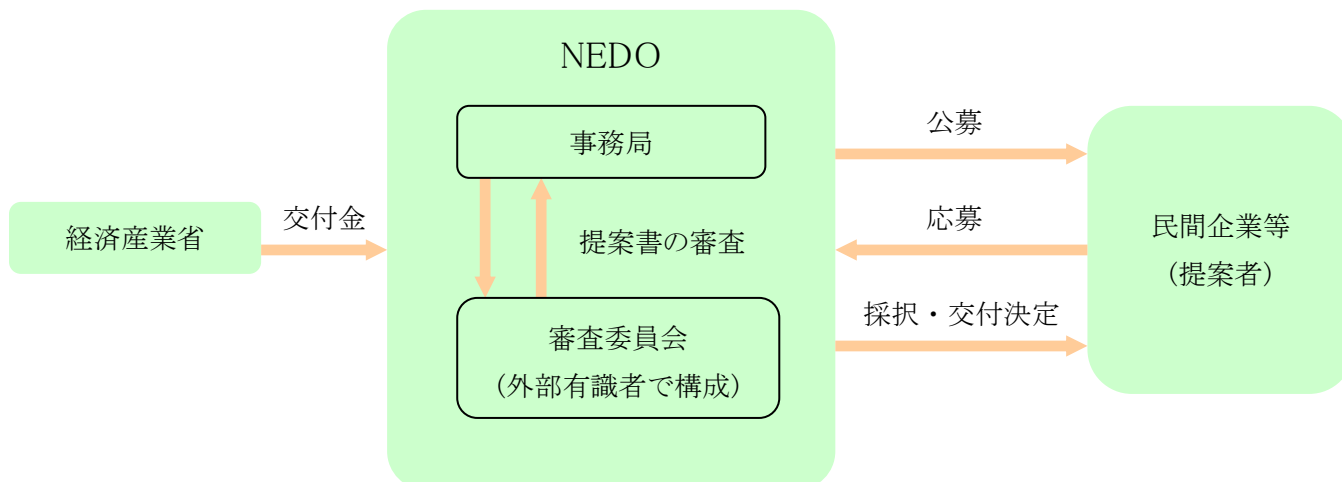 NEDO
事務局
公募
経済産業省
交付金
提案書の審査
応募
民間企業等
（提案者）
審査委員会
（外部有識者で構成）
採択・交付決定